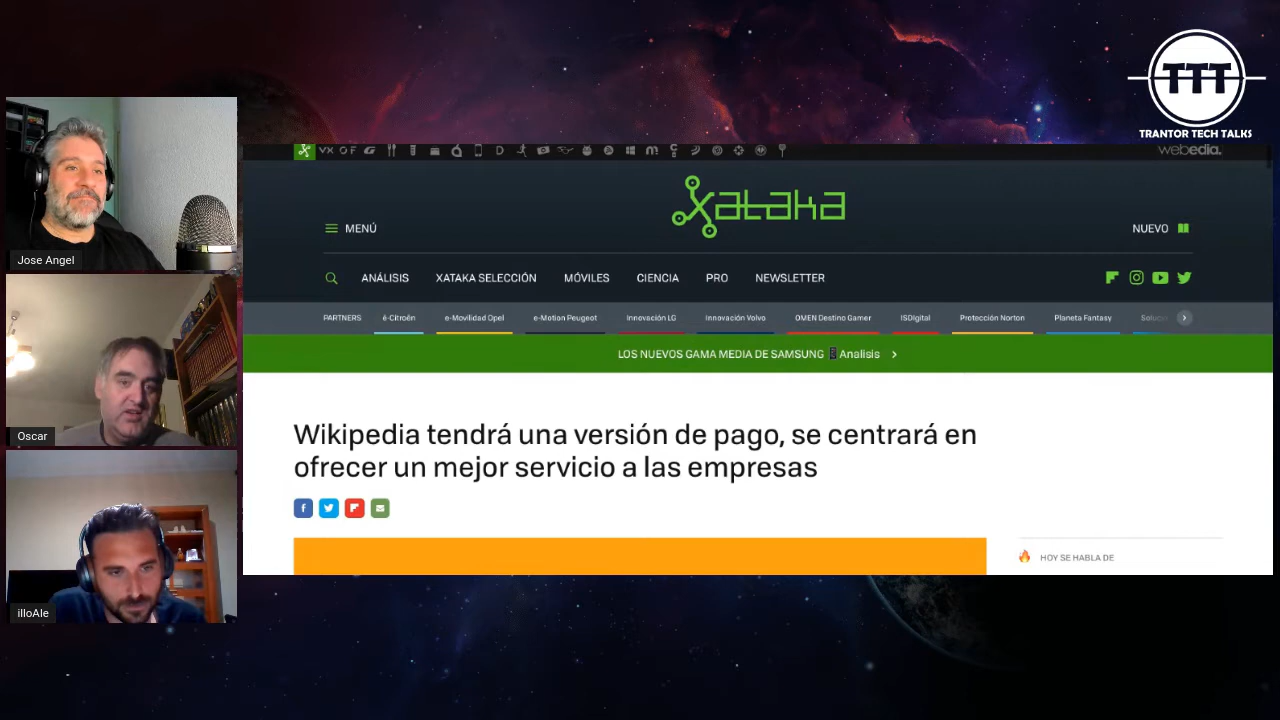 TTT
TRANTOR TECH TALKS
webedia.
xataka
MENÚ
NUEVO
ANÁLISIS XATAKA SELECCIÓN MÓVILES CIENCIA PRO NEWSLETTER
PARTNERS ë-Citroën e-Movilidad Opel e-Motion Peugeot Innovación LG Innovación Volvo OMEN Destino Gamer ISDigital Protección Norton Planeta Fantasy
LOS NUEVOS GAMA MEDIA DE SAMSUNG Analisis
Wikipedia tendrá una versión de pago, se centrará en
ofrecer un mejor servicio a las empresas
HOY SE HABLA DE
Jose Angel
Oscar
illoAle